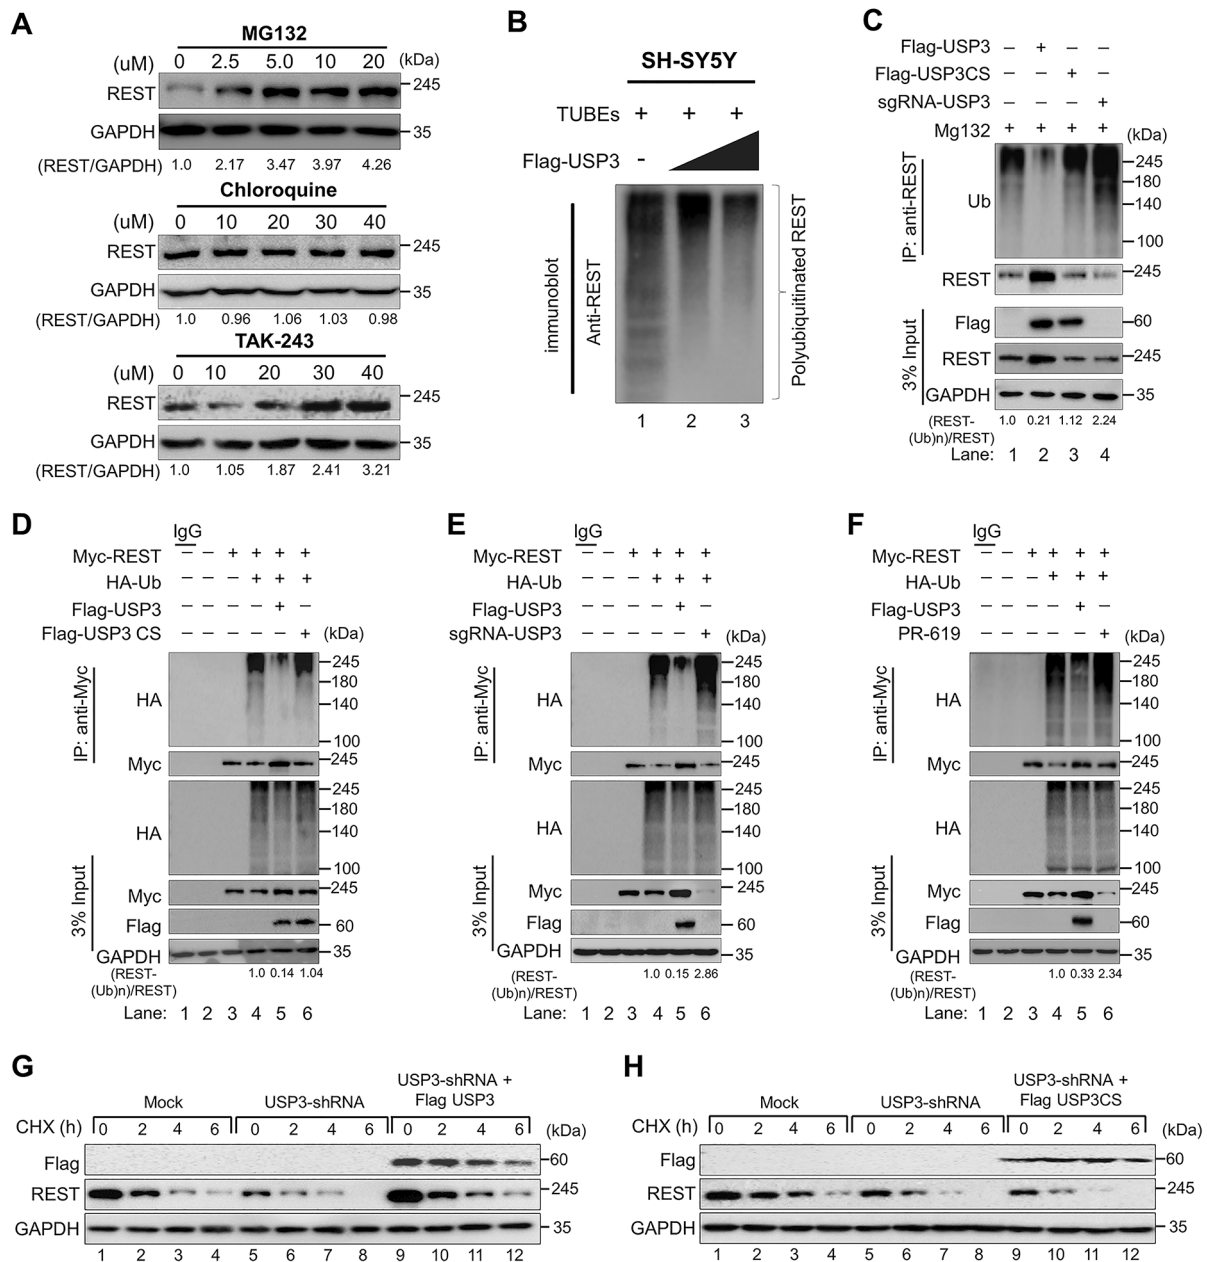 A
MG132
(uM) 0 2.5 5.0 10 20 (kDa)
REST 245
GAPDH 35
(REST/GAPDH) 1.0 2.17 3.47 3.97 4.26
Chloroquine
(uM) 0 10 20 30 40
REST 245
GAPDH 35
(REST/GAPDH) 1.0 0.96 1.06 1.03 0.98
TAK-243
(uM) 0 10 20 30 40
REST 245
GAPDH 35
(REST/GAPDH) 1.0 1.05 1.87 2.41 3.21
B
SH-SY5Y
TUBEs + + +
Flag-USP3 -
immunoblot
Anti-REST
Polyubiquitinated REST
1 2 3
C
Flag-USP3 – + – –
Flag-USP3CS – – + –
sgRNA-USP3 – – – +
Mg132 + + + + (kDa)
IP: anti-REST
Ub
245
180
140
100
REST 245
3% Input
Flag 60
REST 245
GAPDH 35
(REST-
(Ub)n)/REST) 1.0 0.21 1.12 2.24
Lane: 1 2 3 4
D
IgG
Myc-REST – – + + + +
HA-Ub – – – + + +
Flag-USP3 – – – – + –
Flag-USP3 CS – – – – – + (kDa)
IP: anti-Myc
HA
245
180
140
100
Myc 245
HA
245
180
140
100
3% Input
Myc 245
Flag 60
GAPDH 35
(REST-
(Ub)n)/REST) 1.0 0.14 1.04
Lane: 1 2 3 4 5 6
E
IgG
Myc-REST – – + + + +
HA-Ub – – – + + +
Flag-USP3 – – – – + –
sgRNA-USP3 – – – – – + (kDa)
IP: anti-Myc
HA
245
180
140
100
Myc 245
HA
245
180
140
100
3% Input
Myc 245
Flag 60
GAPDH 35
(REST-
(Ub)n)/REST) 1.0 0.15 2.86
Lane: 1 2 3 4 5 6
F
IgG
Myc-REST – – + + + +
HA-Ub – – – + + +
Flag-USP3 – – – – + –
PR-619 – – – – – + (kDa)
IP: anti-Myc
HA
245
180
140
100
Myc 245
HA
245
180
140
100
3% Input
Myc 245
Flag 60
GAPDH 35
(REST-
(Ub)n)/REST) 1.0 0.33 2.34
Lane: 1 2 3 4 5 6
G
Mock USP3-shRNA USP3-shRNA +
Flag USP3
CHX (h) 0 2 4 6 0 2 4 6 0 2 4 6 (kDa)
Flag 60
REST 245
GAPDH 35
1 2 3 4 5 6 7 8 9 10 11 12
H
Mock USP3-shRNA USP3-shRNA +
Flag USP3CS
CHX (h) 0 2 4 6 0 2 4 6 0 2 4 6 (kDa)
Flag 60
REST 245
GAPDH 35
1 2 3 4 5 6 7 8 9 10 11 12